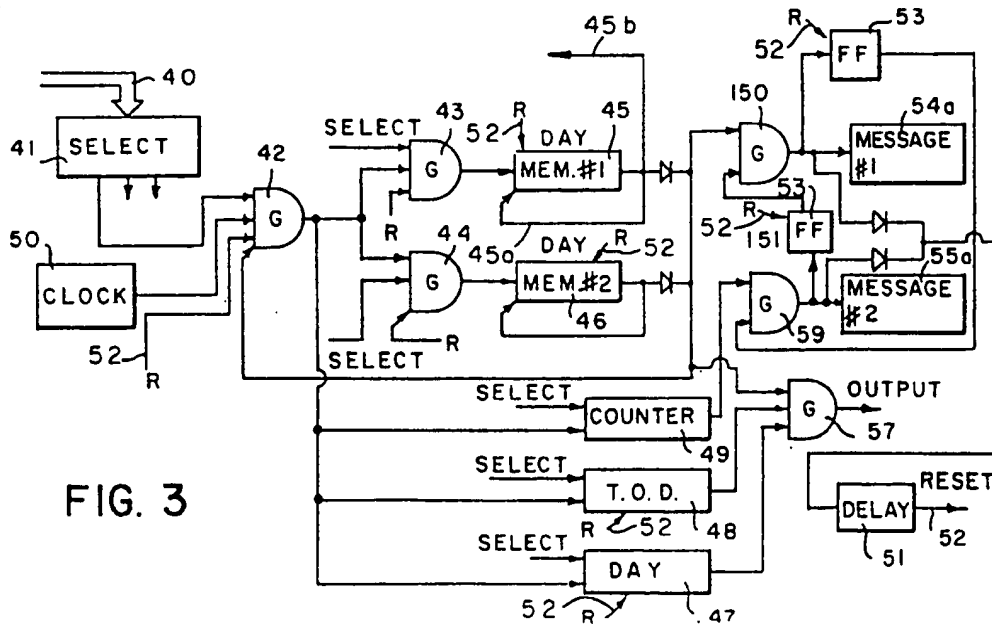 45b
R
53
52
FF
40
150
54a
SELECT
41
42
SELECT
43
R
52
DAY
45
G
MEM.#1
G
MESSAGE
#1
G
R
53
52
FF
151
50
CLOCK
R
44
45a
DAY
R
52
G
MEM.#2
46
G
59
55a
MESSAGE
#2
52
R
SELECT
R
SELECT
COUNTER
49
G
57
OUTPUT
SELECT
T.O.D.
48
R
52
RESET
DELAY
51
52
FIG. 3
SELECT
DAY
47
52
R